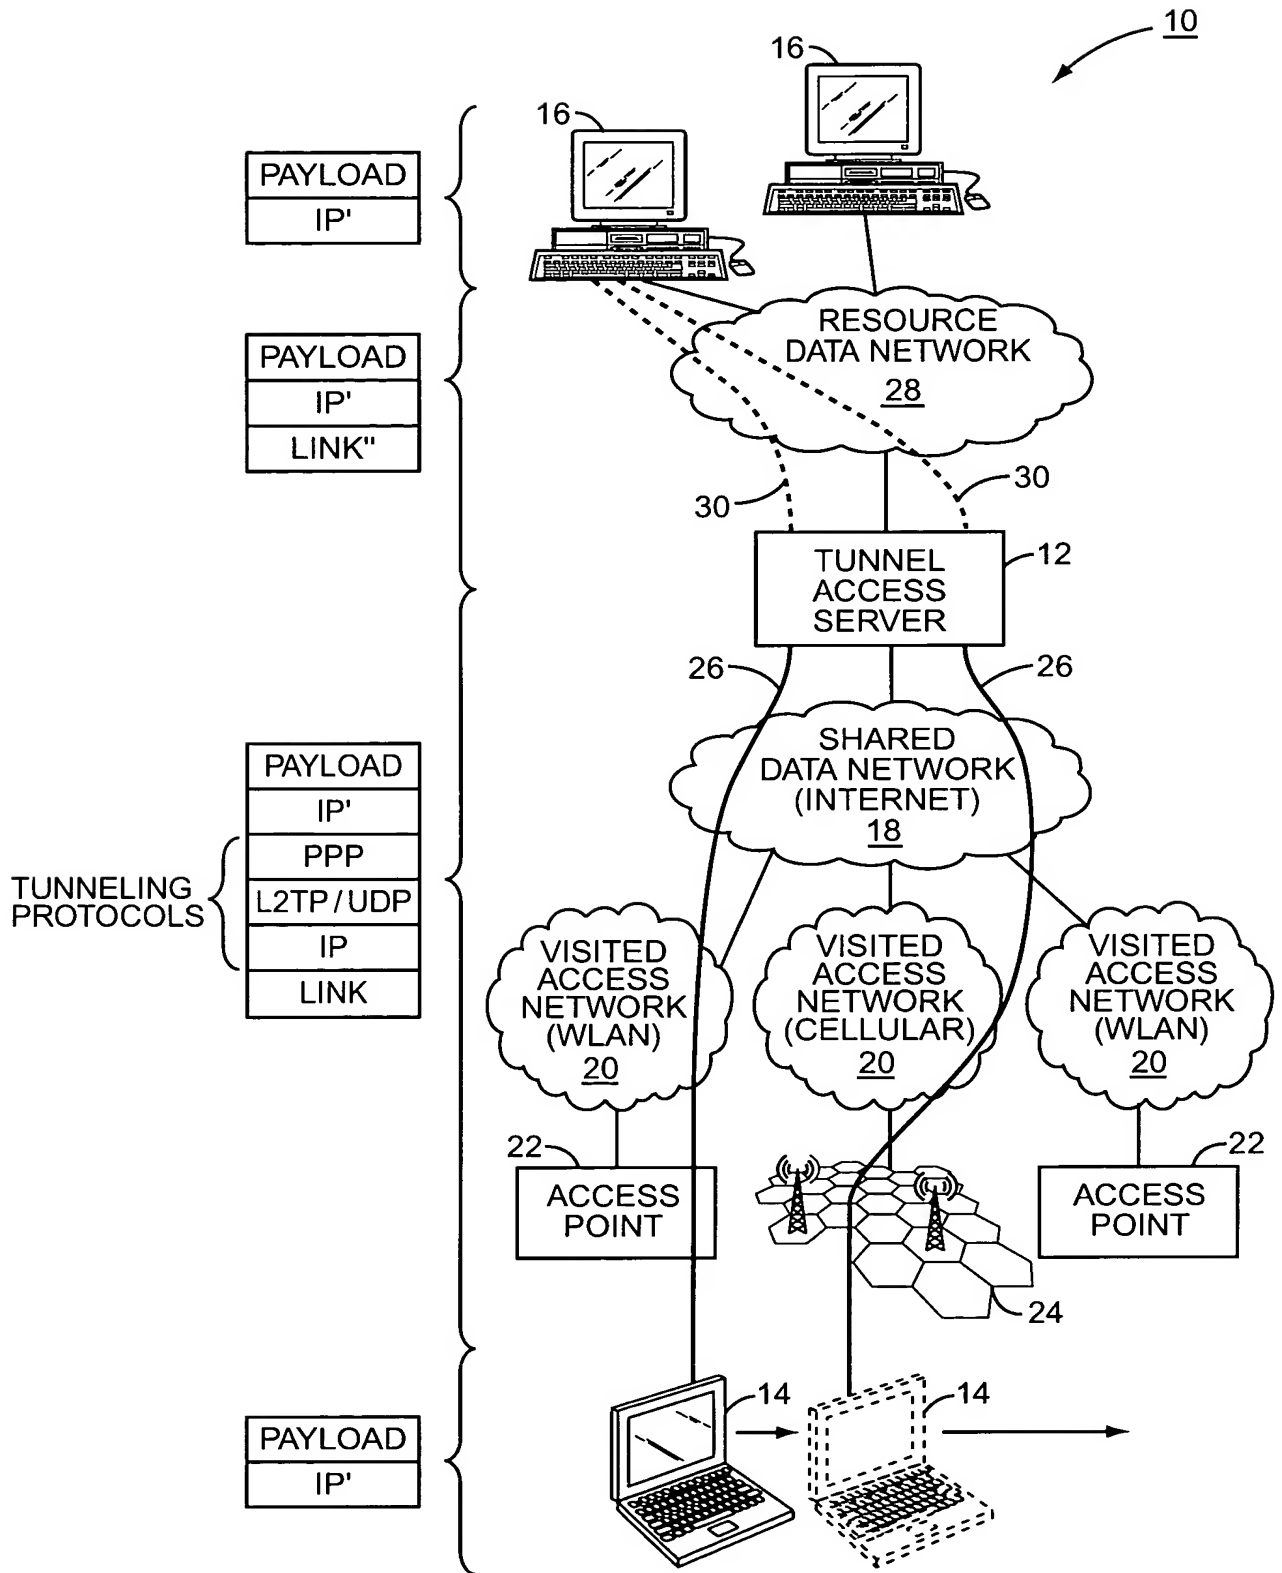 10
16
16
PAYLOAD
IP'
RESOURCE
DATA NETWORK
28
PAYLOAD
IP'
LINK"
30
30
TUNNEL
ACCESS
SERVER
12
26
26
SHARED
DATA NETWORK
(INTERNET)
18
PAYLOAD
IP'
PPP
L2TP/UDP
IP
LINK
TUNNELING
PROTOCOLS
VISITED
ACCESS
NETWORK
(WLAN)
20
VISITED
ACCESS
NETWORK
(CELLULAR)
20
VISITED
ACCESS
NETWORK
(WLAN)
20
22
ACCESS
POINT
22
ACCESS
POINT
24
14
14
PAYLOAD
IP'